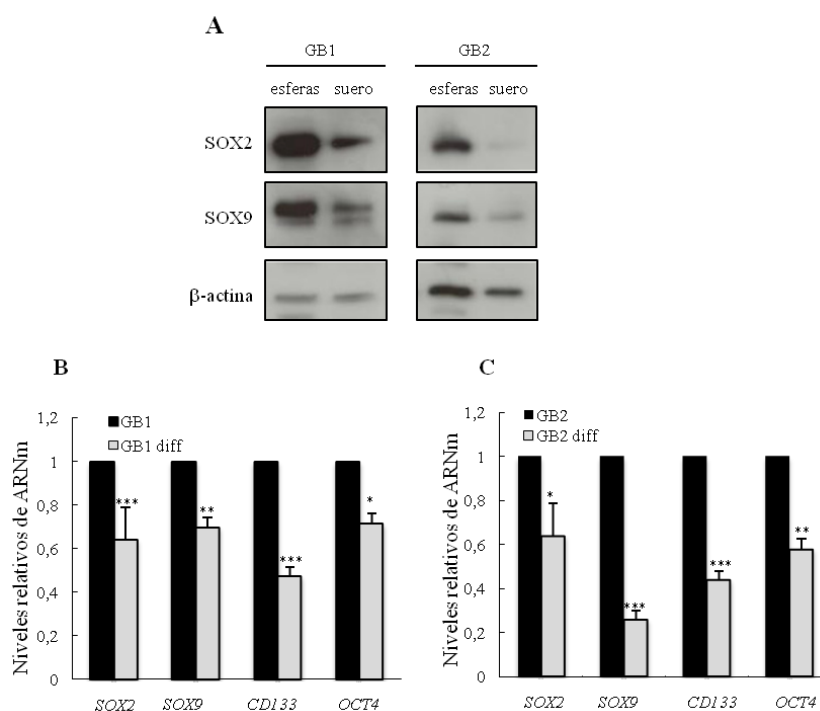 A
GB1 GB2
esferas suero esferas suero
SOX2
SOX9
β-actina
B
1,2
1
0,8
0,6
0,4
0,2
0
Niveles relativos de ARNm
GB1
GB1 diff
***
**
***
*
SOX2 SOX9 CD133 OCT4
C
1,2
1
0,8
0,6
0,4
0,2
0
Niveles relativos de ARNm
GB2
GB2 diff
*
***
***
**
SOX2 SOX9 CD133 OCT4